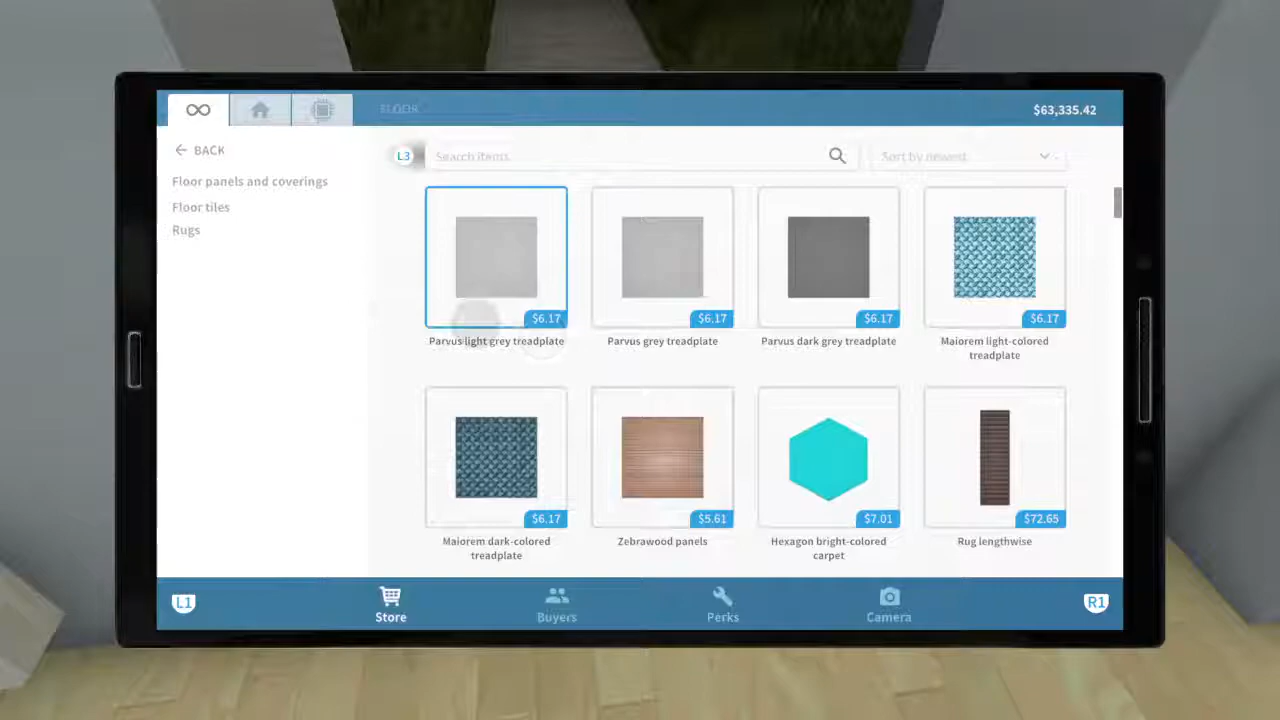 FLOOR
$63,335.42
BACK
L3
Search items
Sort by newest
Floor panels and coverings
Floor tiles
Rugs
$6.17
$6.17
$6.17
$6.17
Parvus light grey treadplate
Parvus grey treadplate
Parvus dark grey treadplate
Maiorem light-colored
treadplate
$6.17
$5.61
$7.01
$72.65
Maiorem dark-colored
treadplate
Zebrawood panels
Hexagon bright-colored
carpet
Rug lengthwise
L1
Store
Buyers
Perks
Camera
R1